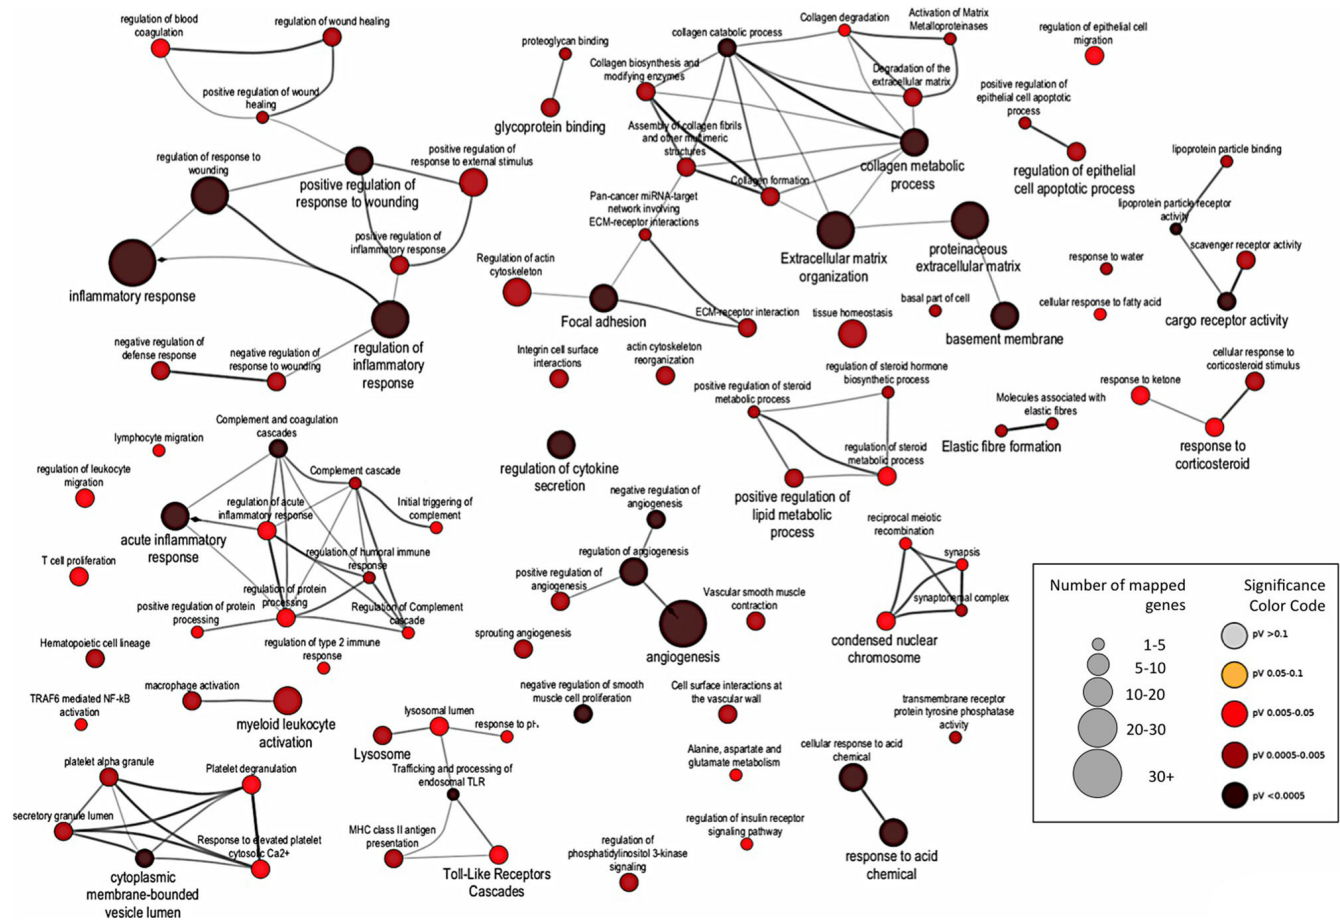 regulation of blood
coagulation
regulation of wound healing
positive regulation of wound
healing
regulation of response to
wounding
positive regulation of
response to wounding
positive regulation of
response to external stimulus
positive regulation of
inflammatory response
inflammatory response
regulation of
inflammatory
response
negative regulation of
defense response
negative regulation of
response to wounding
proteoglycan binding
glycoprotein binding
collagen catabolic process
Collagen degradation
Activation of Matrix
Metalloproteinases
Collagen biosynthesis and
modifying enzymes
Degradation of the
extracellular matrix
Assembly of collagen fibrils
and other multimeric
structures
Collagen formation
collagen metabolic
process
Pan-cancer miRNA-target
network involving
ECM-receptor interactions
Extracellular matrix
organization
proteinaceous
extracellular matrix
basement membrane
Regulation of actin
cytoskeleton
Focal adhesion
ECM-receptor interaction
regulation of epithelial cell
migration
positive regulation of
epithelial cell apoptotic
process
regulation of epithelial
cell apoptotic process
lipoprotein particle binding
lipoprotein particle receptor
activity
scavenger receptor activity
cargo receptor activity
response to water
basal part of cell
cellular response to fatty acid
tissue homeostasis
Integrin cell surface
interactions
actin cytoskeleton
reorganization
positive regulation of steroid
metabolic process
regulation of steroid hormone
biosynthetic process
regulation of steroid
metabolic process
positive regulation of
lipid metabolic
process
Molecules associated with
elastic fibres
Elastic fibre formation
response to ketone
cellular response to
corticosteroid stimulus
response to
corticosteroid
Complement and coagulation
cascades
lymphocyte migration
regulation of leukocyte
migration
Complement cascade
Initial triggering of
complement
regulation of acute
inflammatory response
acute inflammatory
response
regulation of humoral immune
response
regulation of protein
processing
positive regulation of protein
processing
Regulation of Complement
cascade
T cell proliferation
regulation of type 2 immune
response
Hematopoietic cell lineage
regulation of cytokine
secretion
negative regulation of
angiogenesis
regulation of angiogenesis
positive regulation of
angiogenesis
angiogenesis
sprouting angiogenesis
Vascular smooth muscle
contraction
reciprocal meiotic
recombination
synapsis
synaptonemal complex
condensed nuclear
chromosome
TRAF6 mediated NF-kB
activation
macrophage activation
myeloid leukocyte
activation
negative regulation of smooth
muscle cell proliferation
Cell surface interactions at
the vascular wall
transmembrane receptor
protein tyrosine phosphatase
activity
lysosomal lumen
response to pH
Lysosome
Trafficking and processing of
endosomal TLR
MHC class II antigen
presentation
Toll-Like Receptors
Cascades
platelet alpha granule
Platelet degranulation
secretory granule lumen
Response to elevated platelet
cytosolic Ca2+
cytoplasmic
membrane-bounded
vesicle lumen
Alanine, aspartate and
glutamate metabolism
regulation of insulin receptor
signaling pathway
regulation of
phosphatidylinositol 3-kinase
signaling
cellular response to acid
chemical
response to acid
chemical
Number of mapped
genes
1-5
5-10
10-20
20-30
30+
Significance
Color Code
pV >0.1
pV 0.05-0.1
pV 0.005-0.05
pV 0.0005-0.005
pV <0.0005